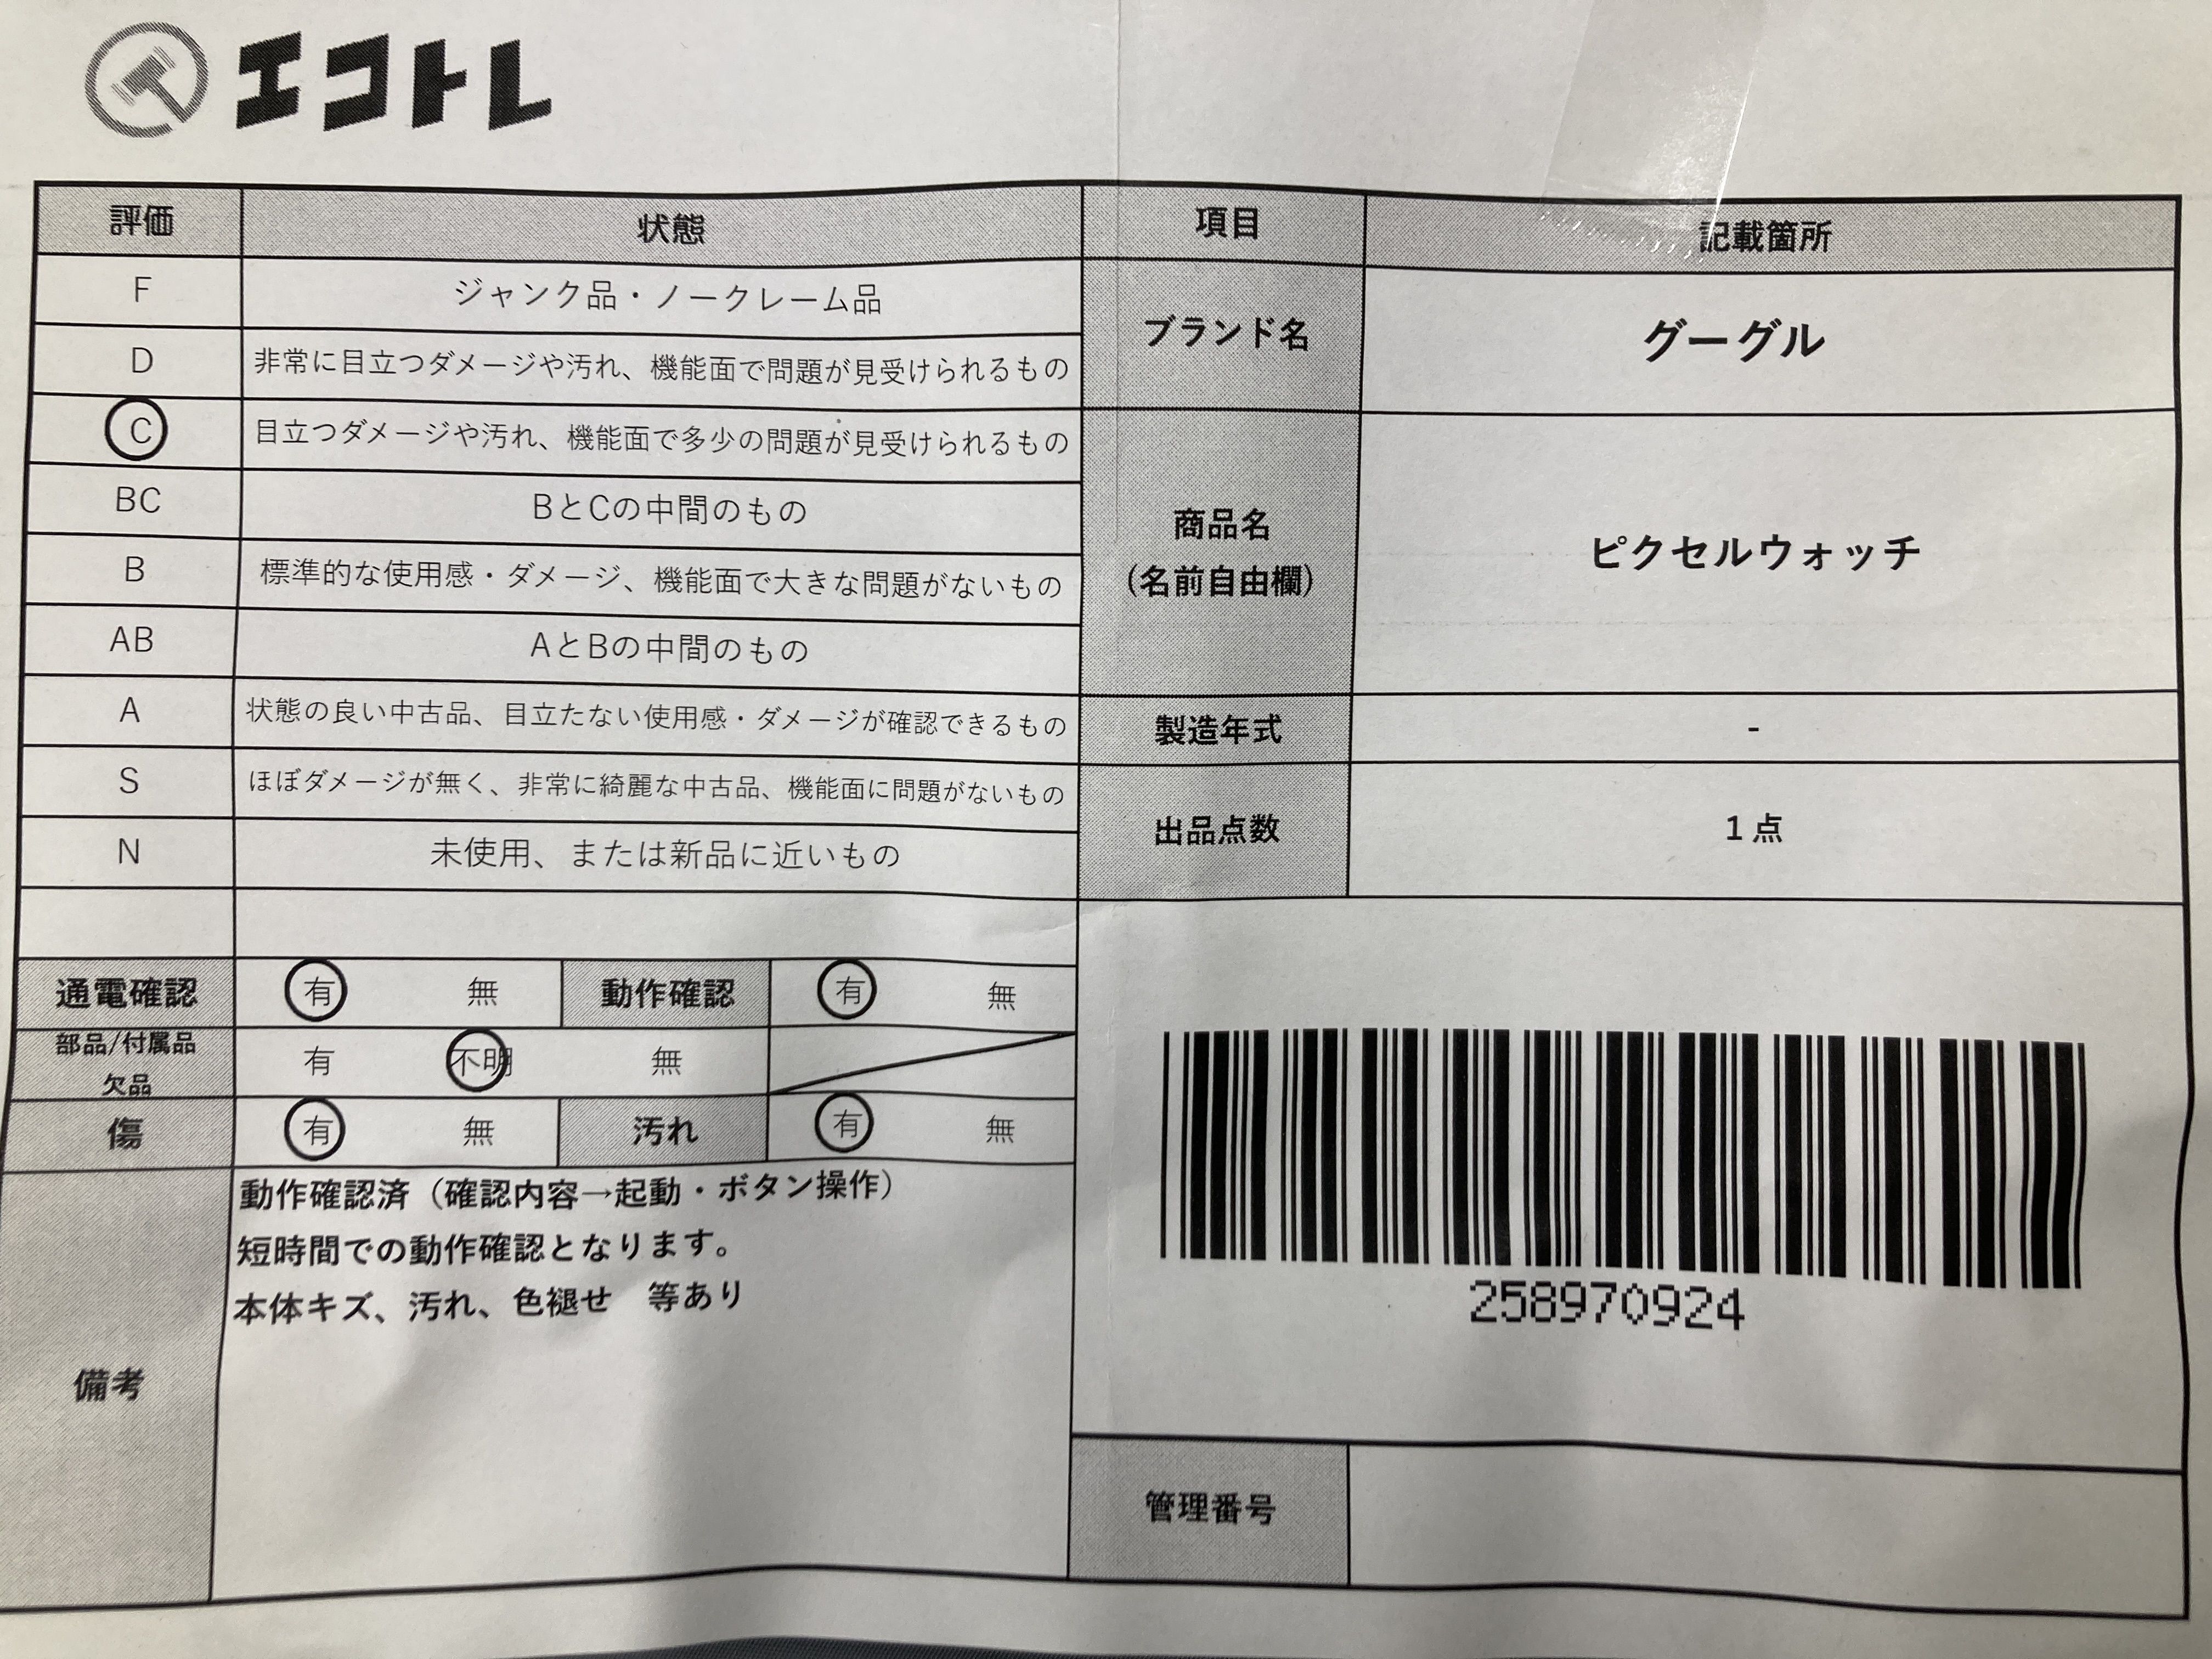 エコトレ
評価 状態 項目 記載箇所
F ジャンク品・ノークレーム品
D 非常に目立つダメージや汚れ、機能面で問題が見受けられるもの
ブランド名 グーグル
C 目立つダメージや汚れ、機能面で多少の問題が見受けられるもの
BC BとCの中間のもの
B 標準的な使用感・ダメージ、機能面で大きな問題がないもの
商品名
(名前自由欄)
ピクセルウォッチ
AB AとBの中間のもの
A 状態の良い中古品、目立たない使用感・ダメージが確認できるもの
製造年式 -
S ほぼダメージが無く、非常に綺麗な中古品、機能面に問題がないもの
出品点数 1点
N 未使用、または新品に近いもの
通電確認 有 無 動作確認 有 無
部品/付属品
欠品
有 不明 無
傷 有 無 汚れ 有 無
備考
動作確認済（確認内容→起動・ボタン操作）
短時間での動作確認となります。
本体キズ、汚れ、色褪せ　等あり
258970924
管理番号